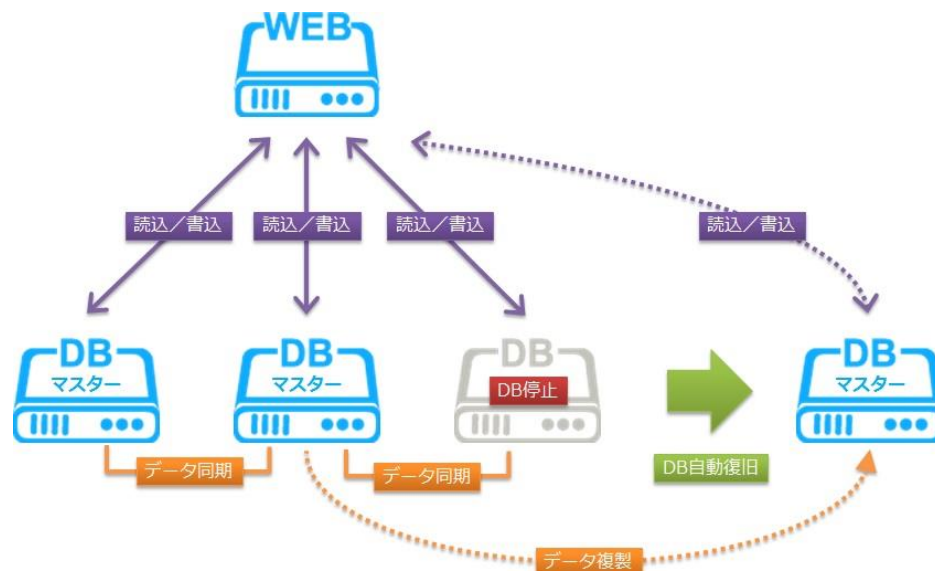 WEB
読込／書込
読込／書込
読込／書込
読込／書込
DB
マスター
DB
マスター
DB
DB停止
DB
マスター
データ同期
データ同期
DB自動復旧
データ複製